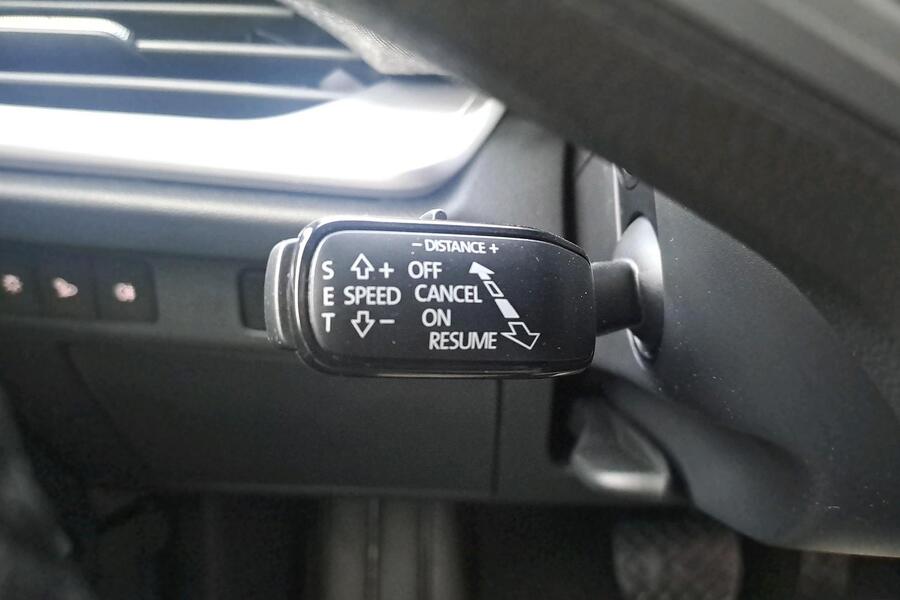 – DISTANCE +
S + OFF
E SPEED CANCEL
T – ON
RESUME